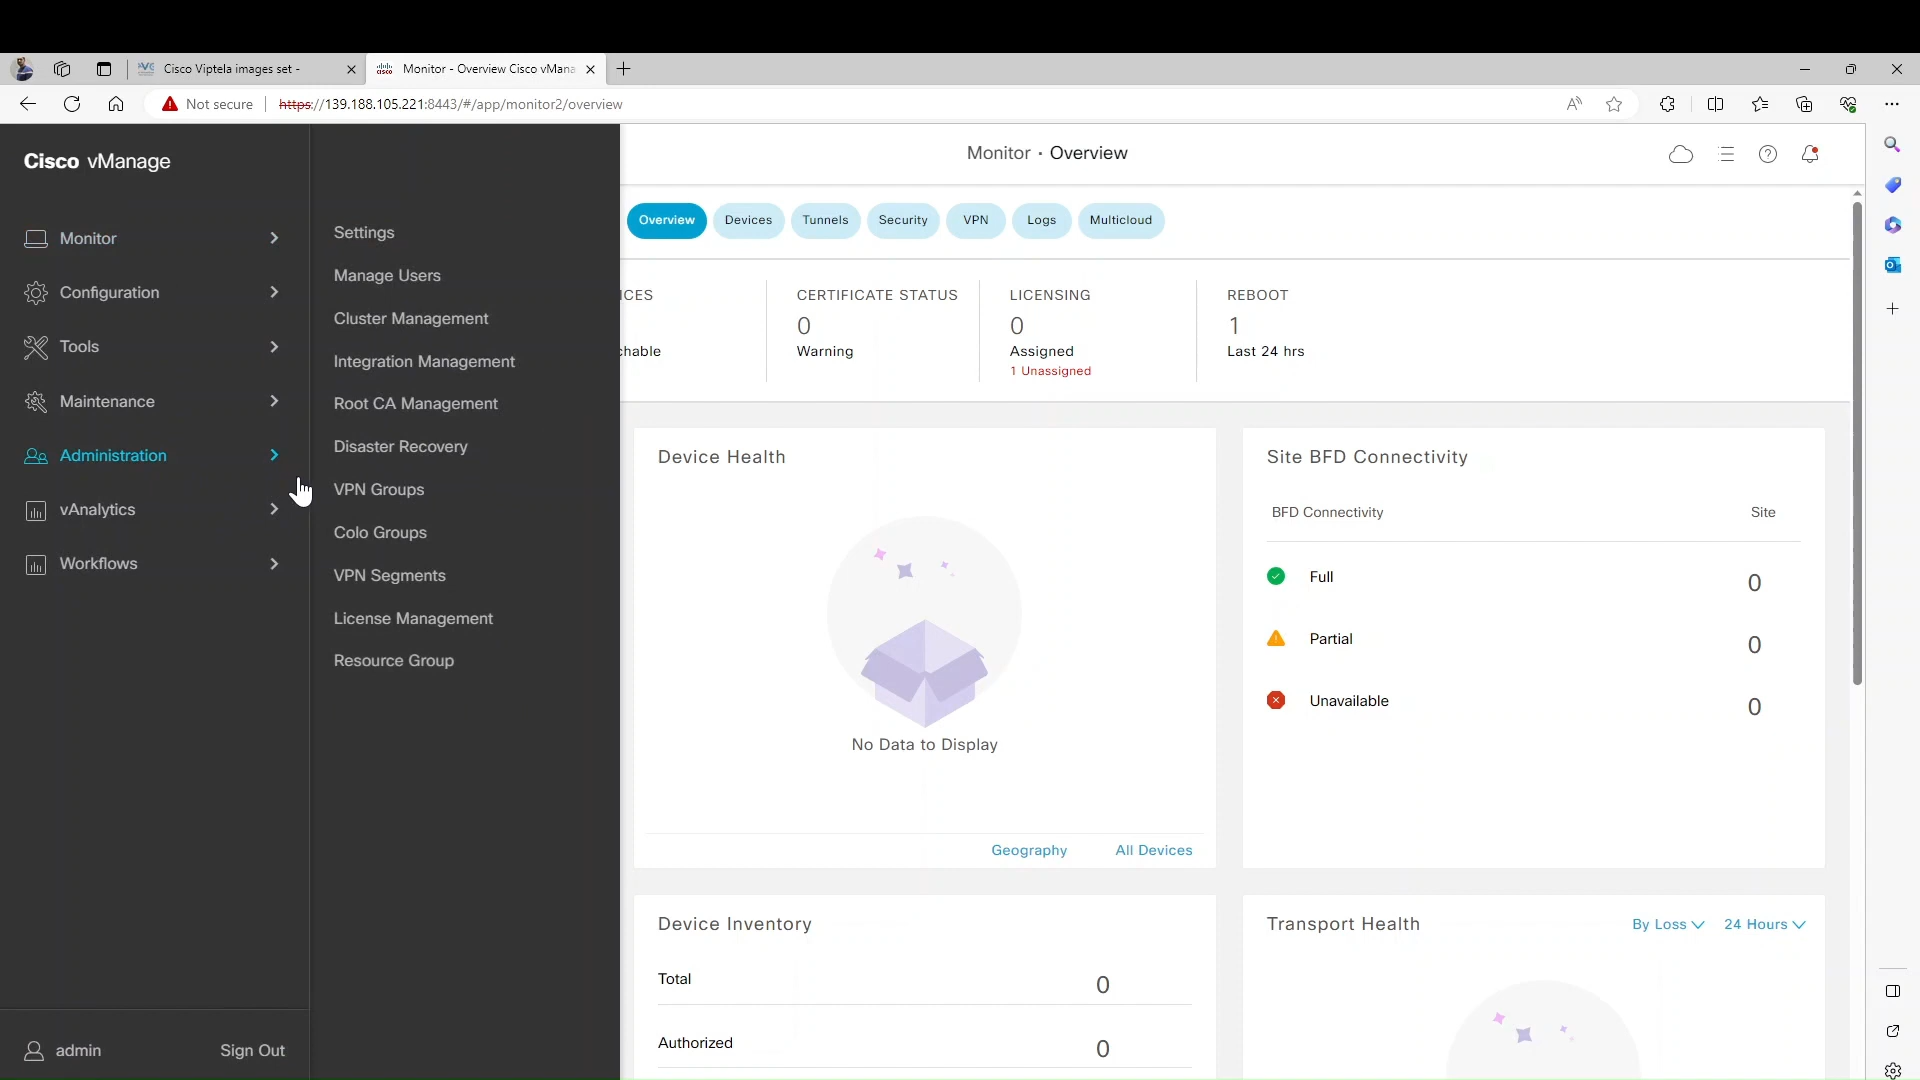 Cisco Viptela images set -
Monitor - Overview Cisco vMana
Not secure
https://139.188.105.221:8443/#/app/monitor2/overview
Cisco vManage
Monitor
Configuration
Tools
Maintenance
Administration
vAnalytics
Workflows
admin
Sign Out
Settings
Manage Users
Cluster Management
Integration Management
Root CA Management
Disaster Recovery
VPN Groups
Colo Groups
VPN Segments
License Management
Resource Group
Monitor · Overview
Overview
Devices
Tunnels
Security
VPN
Logs
Multicloud
ICES
chable
CERTIFICATE STATUS
0
Warning
LICENSING
0
Assigned
1 Unassigned
REBOOT
1
Last 24 hrs
Device Health
No Data to Display
Geography
All Devices
Site BFD Connectivity
BFD Connectivity Site
Full 0
Partial 0
Unavailable 0
Device Inventory
Total 0
Authorized 0
Transport Health
By Loss
24 Hours